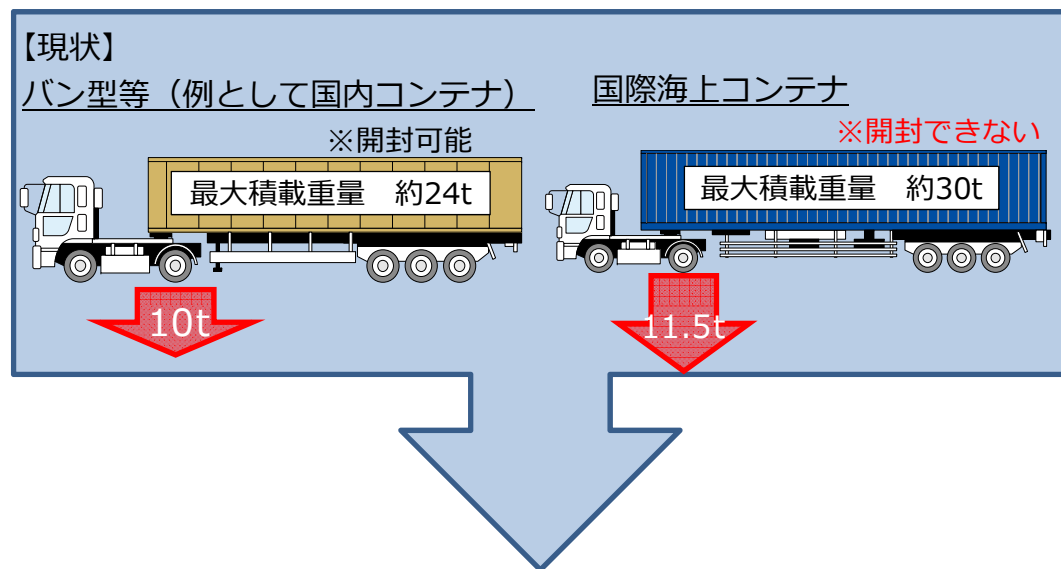 【現状】
バン型等（例として国内コンテナ）
※開封可能
最大積載重量　約24t
10t
国際海上コンテナ
※開封できない
最大積載重量　約30t
11.5t